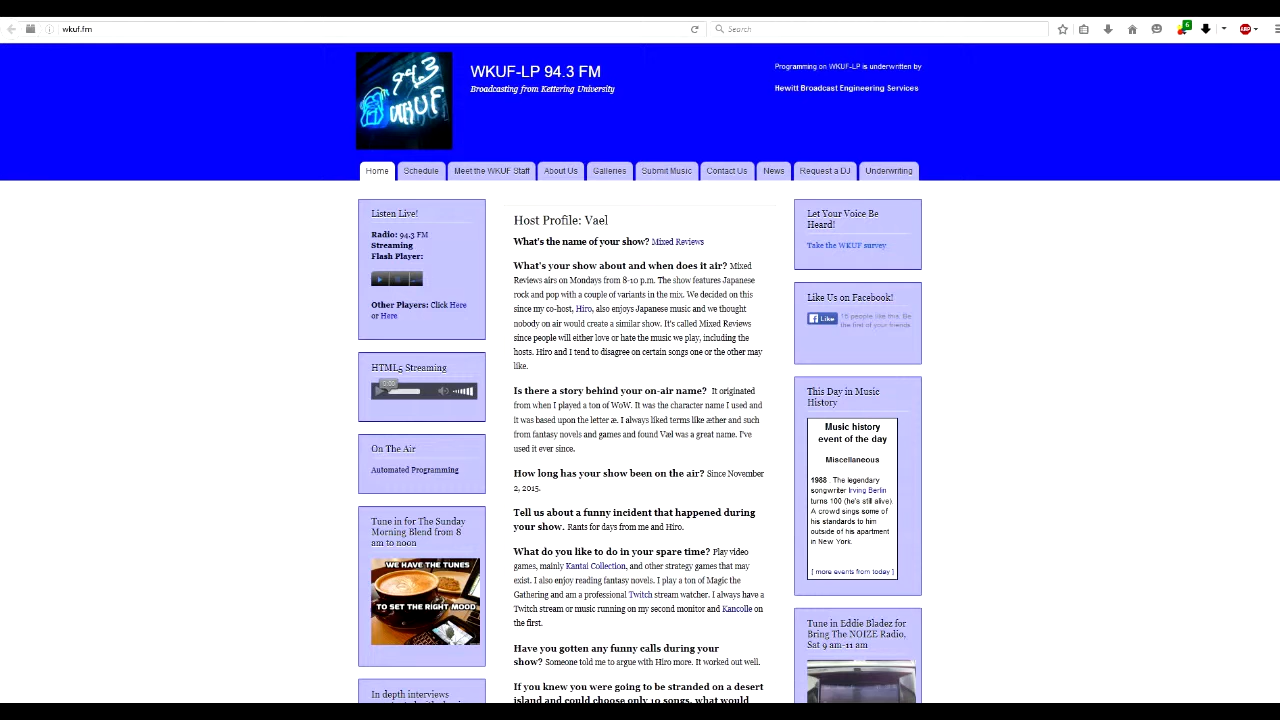 wkuf.fm
Search
6
ABP
94.3
WKUF
WKUF-LP 94.3 FM
Broadcasting from Kettering University
Programming on WKUF-LP is underwritten by
Hewitt Broadcast Engineering Services
Home Schedule Meet the WKUF Staff About Us Galleries Submit Music Contact Us News Request a DJ Underwriting
Listen Live!
Radio: 94.3 FM
Streaming
Flash Player:
Other Players: Click Here
or Here
HTML5 Streaming
0:00
On The Air
Automated Programming
Tune in for The Sunday
Morning Blend from 8
am to noon
WE HAVE THE TUNES
TO SET THE RIGHT MOOD
In depth interviews
Host Profile: Vael
What's the name of your show? Mixed Reviews
What's your show about and when does it air? Mixed
Reviews airs on Mondays from 8-10 p.m. The show features Japanese
rock and pop with a couple of variants in the mix. We decided on this
since my co-host, Hiro, also enjoys Japanese music and we thought
nobody on air would create a similar show. It's called Mixed Reviews
since people will either love or hate the music we play, including the
hosts. Hiro and I tend to disagree on certain songs one or the other may
like.
Is there a story behind your on-air name? It originated
from when I played a ton of WoW. It was the character name I used and
it was based upon the letter æ. I always liked terms like æther and such
from fantasy novels and games and found Væl was a great name. I've
used it ever since.
How long has your show been on the air? Since November
2, 2015.
Tell us about a funny incident that happened during
your show. Rants for days from me and Hiro.
What do you like to do in your spare time? Play video
games, mainly Kantai Collection, and other strategy games that may
exist. I also enjoy reading fantasy novels. I play a ton of Magic the
Gathering and am a professional Twitch stream watcher. I always have a
Twitch stream or music running on my second monitor and Kancolle on
the first.
Have you gotten any funny calls during your
show? Someone told me to argue with Hiro more. It worked out well.
If you knew you were going to be stranded on a desert
island and could choose only 10 songs, what would
Let Your Voice Be
Heard!
Take the WKUF survey
Like Us on Facebook!
Like 15 people like this. Be
the first of your friends.
This Day in Music
History
Music history
event of the day
Miscellaneous
1988 . The legendary
songwriter Irving Berlin
turns 100 (he's still alive).
A crowd sings some of
his standards to him
outside of his apartment
in New York.
[ more events from today ]
Tune in Eddie Bladez for
Bring The NOIZE Radio,
Sat 9 am-11 am